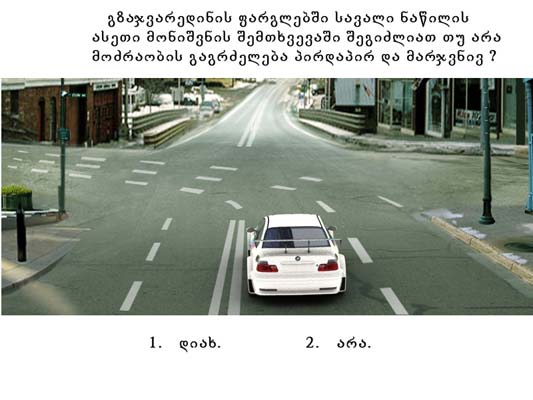 გზაჯვარედინის ფარგლებში სავალი ნაწილის
ასეთი მონიშვნის შემთხვევაში შეგიძლიათ თუ არა
მოძრაობის გაგრძელება პირდაპირ და მარჯვნივ ?
1. დიახ. 2. არა.